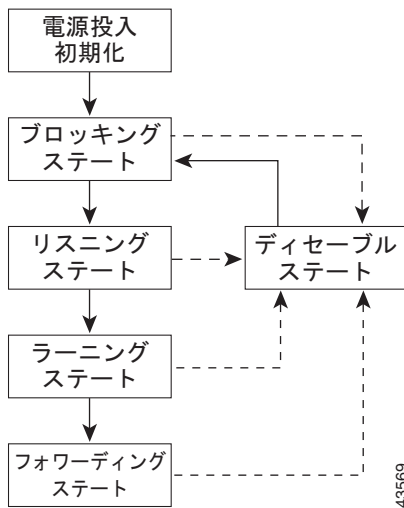 電源投入
初期化
ブロッキング
ステート
リスニング
ステート
ディセーブル
ステート
ラーニング
ステート
フォワーディング
ステート
43569